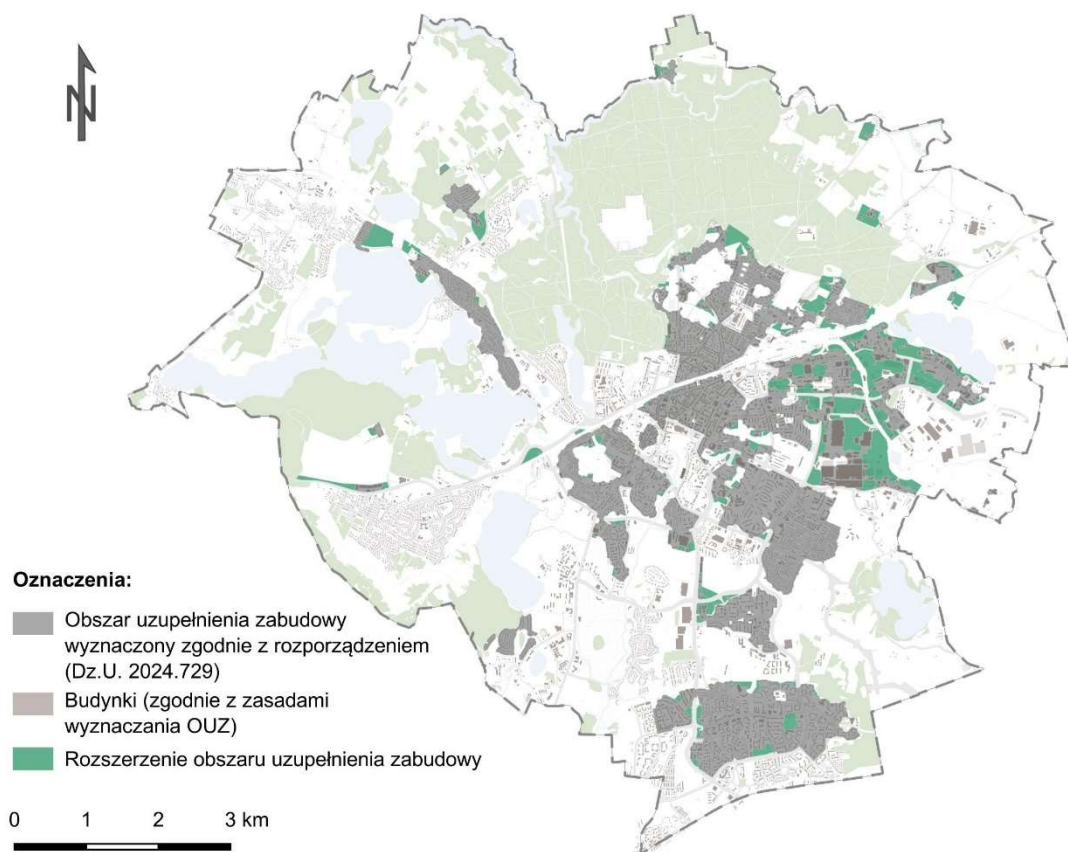 N
Oznaczenia:
Obszar uzupełnienia zabudowy
wyznaczony zgodnie z rozporządzeniem
(Dz.U. 2024.729)
Budynki (zgodnie z zasadami
wyznaczania OUZ)
Rozszerzenie obszaru uzupełnienia zabudowy
0 1 2 3 km